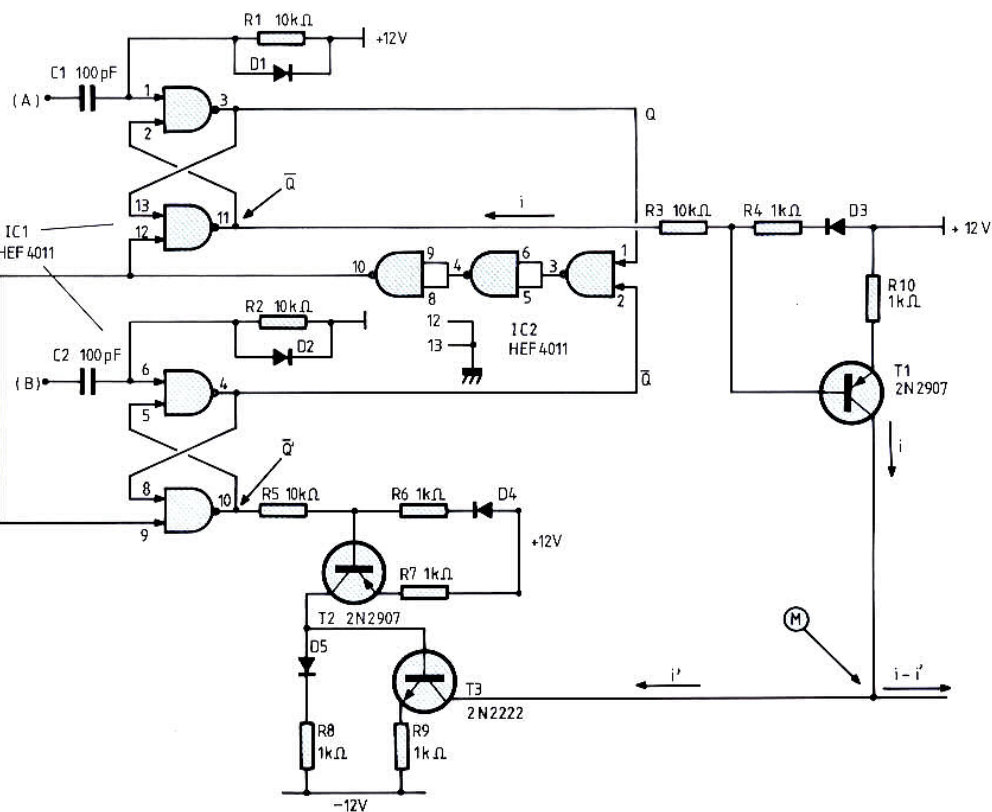 R1 10kΩ
+12V
D1
C1 100pF
(A)
1
3
2
Q
Q̅
13
11
12
i
R3 10kΩ
R4 1kΩ
D3
+ 12V
IC1
HEF 4011
10
9
8
4
6
5
3
1
2
R10
1kΩ
R2 10kΩ
D2
12
13
IC2
HEF 4011
C2 100pF
(B)
6
4
5
Q̅
T1
2N2907
i
Q̅'
8
10
9
R5 10kΩ
R6 1kΩ
D4
+12V
R7 1kΩ
T2 2N2907
D5
M
T3
2N2222
i'
i-i'
R8
1kΩ
R9
1kΩ
-12V